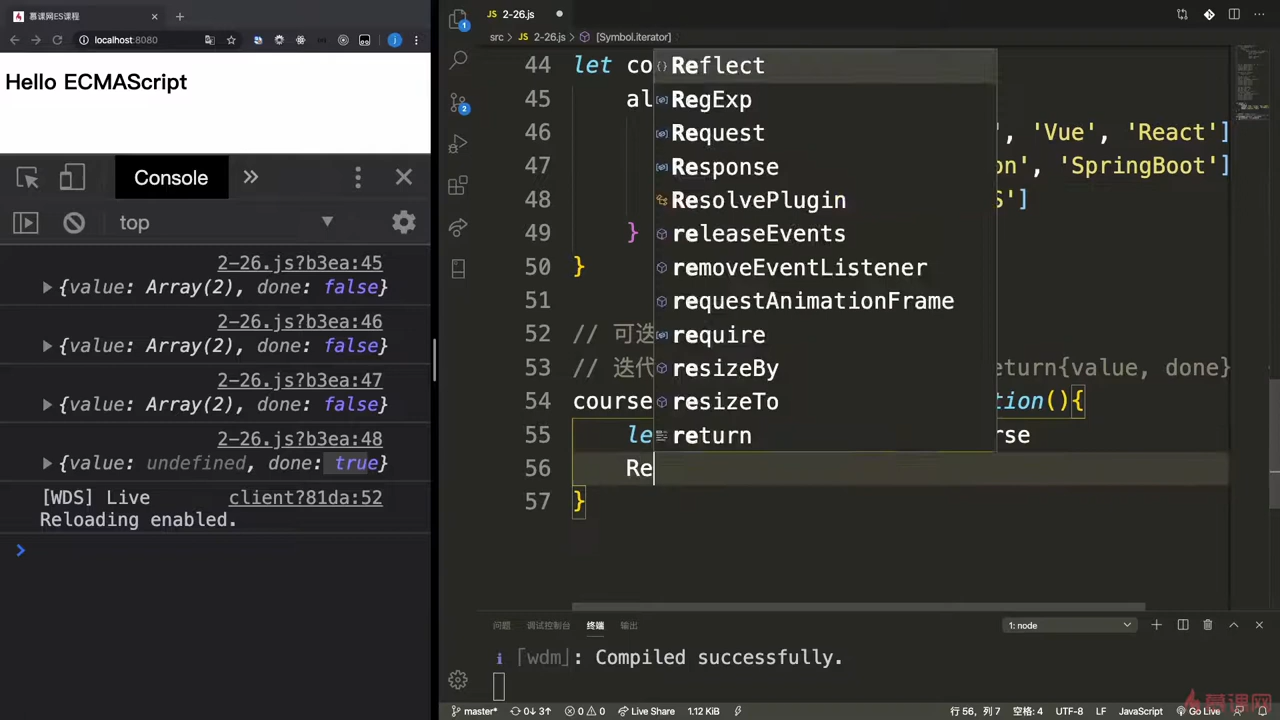 慕课网ES课程
localhost:8080
Hello ECMAScript
Console
top
2-26.js?b3ea:45
{value: Array(2), done: false}
2-26.js?b3ea:46
{value: Array(2), done: false}
2-26.js?b3ea:47
{value: Array(2), done: false}
2-26.js?b3ea:48
{value: undefined, done: true}
[WDS] Live client?81da:52
Reloading enabled.
JS 2-26.js
src > JS 2-26.js > [Symbol.iterator]
44 let co
45 al
46 , 'Vue', 'React']
47 on', 'SpringBoot']
48 S']
49 }
50 }
51
52 // 可迭
53 // 迭代 eturn{value, done}
54 course ction(){
55 le rse
56 Re
57 }
Reflect
RegExp
Request
Response
ResolvePlugin
releaseEvents
removeEventListener
requestAnimationFrame
require
resizeBy
resizeTo
return
问题 调试控制台 终端 输出 1: node
i ｢wdm｣: Compiled successfully.
master* 0↓ 3↑ 0 0 Live Share 1.12 KiB 行 56, 列 7 空格: 4 UTF-8 LF JavaScript Go Live
慕课网